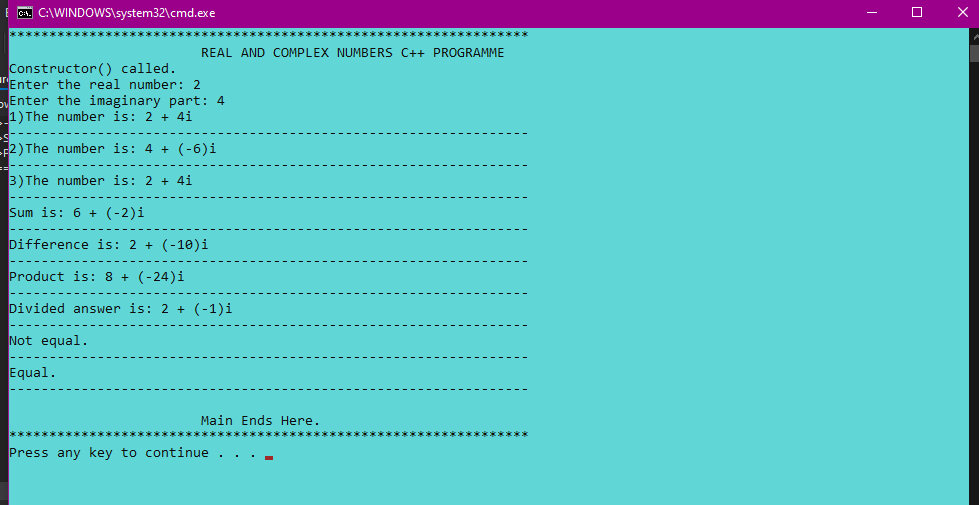 C:\WINDOWS\system32\cmd.exe
*****************************************************************
REAL AND COMPLEX NUMBERS C++ PROGRAMME
Constructor() called.
Enter the real number: 2
Enter the imaginary part: 4
1)The number is: 2 + 4i
-----------------------------------------------------------------
2)The number is: 4 + (-6)i
-----------------------------------------------------------------
3)The number is: 2 + 4i
-----------------------------------------------------------------
Sum is: 6 + (-2)i
-----------------------------------------------------------------
Difference is: 2 + (-10)i
-----------------------------------------------------------------
Product is: 8 + (-24)i
-----------------------------------------------------------------
Divided answer is: 2 + (-1)i
-----------------------------------------------------------------
Not equal.
-----------------------------------------------------------------
Equal.
-----------------------------------------------------------------
Main Ends Here.
*****************************************************************
Press any key to continue . . .